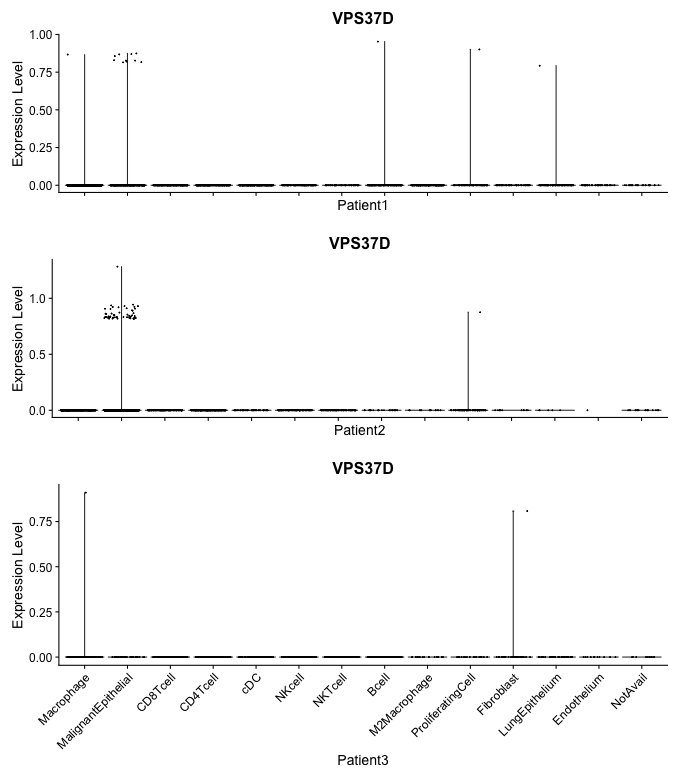 VPS37D
Expression Level
1.00
0.75
0.50
0.25
0.00
Patient1
VPS37D
Expression Level
1.0
0.5
0.0
Patient2
VPS37D
Expression Level
0.75
0.50
0.25
0.00
Macrophage
MalignantEpithelial
CD8Tcell
CD4Tcell
cDC
NKcell
NKTcell
Bcell
M2Macrophage
ProliferatingCell
Fibroblast
LungEpithelium
Endothelium
NotAvail
Patient3